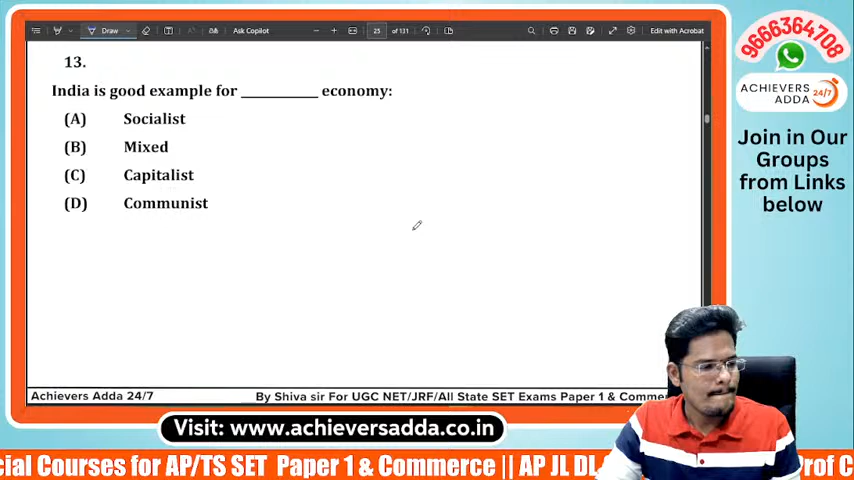 Draw
Ask Copilot
25
of 131
Edit with Acrobat
13.
India is good example for ____________ economy:
(A) Socialist
(B) Mixed
(C) Capitalist
(D) Communist
Achievers Adda 24/7
By Shiva sir For UGC NET/JRF/All State SET Exams Paper 1 & Comme
9666364708
ACHIEVERS
ADDA 24/7
Join in Our
Groups
from Links
below
Visit: www.achieversadda.co.in
cial Courses for AP/TS SET Paper 1 & Commerce || AP JL DL
Prof C